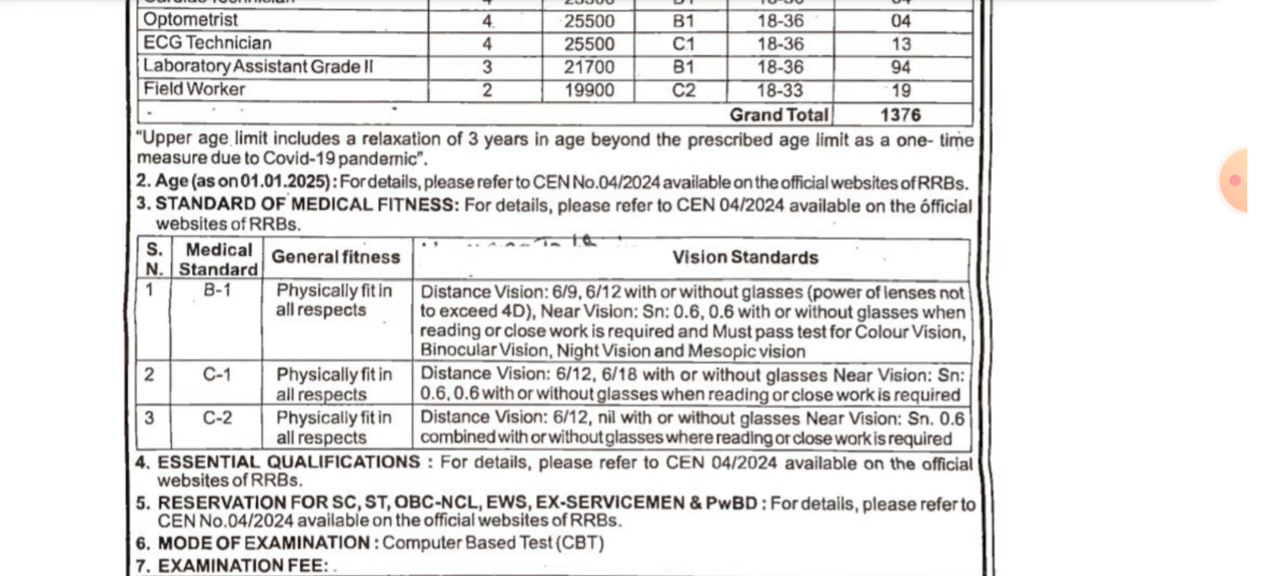 Optometrist 4 25500 B1 18-36 04
ECG Technician 4 25500 C1 18-36 13
Laboratory Assistant Grade II 3 21700 B1 18-36 94
Field Worker 2 19900 C2 18-33 19
Grand Total 1376
"Upper age limit includes a relaxation of 3 years in age beyond the prescribed age limit as a one- time
measure due to Covid-19 pandemic".
2. Age (as on 01.01.2025) : For details, please refer to CEN No.04/2024 available on the official websites of RRBs.
3. STANDARD OF MEDICAL FITNESS: For details, please refer to CEN 04/2024 available on the official
websites of RRBs.
S. N. Medical Standard General fitness Vision Standards
1 B-1 Physically fit in all respects Distance Vision: 6/9, 6/12 with or without glasses (power of lenses not
to exceed 4D), Near Vision: Sn: 0.6, 0.6 with or without glasses when
reading or close work is required and Must pass test for Colour Vision,
Binocular Vision, Night Vision and Mesopic vision
2 C-1 Physically fit in all respects Distance Vision: 6/12, 6/18 with or without glasses Near Vision: Sn:
0.6, 0.6 with or without glasses when reading or close work is required
3 C-2 Physically fit in all respects Distance Vision: 6/12, nil with or without glasses Near Vision: Sn. 0.6
combined with or without glasses where reading or close work is required
4. ESSENTIAL QUALIFICATIONS : For details, please refer to CEN 04/2024 available on the official
websites of RRBs.
5. RESERVATION FOR SC, ST, OBC-NCL, EWS, EX-SERVICEMEN & PwBD : For details, please refer to
CEN No.04/2024 available on the official websites of RRBs.
6. MODE OF EXAMINATION : Computer Based Test (CBT)
7. EXAMINATION FEE: